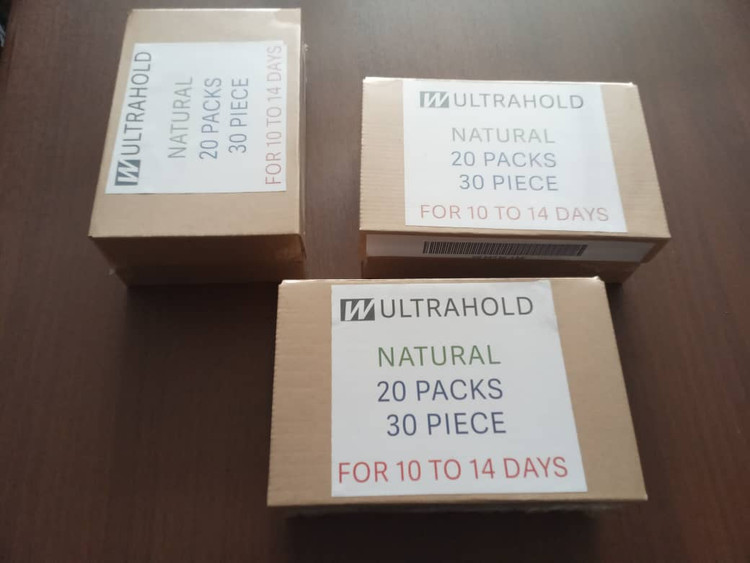 ULTRAHOLD
NATURAL
20 PACKS
30 PIECE
FOR 10 TO 14 DAYS
ULTRAHOLD
NATURAL
20 PACKS
30 PIECE
FOR 10 TO 14 DAYS
ULTRAHOLD
NATURAL
20 PACKS
30 PIECE
FOR 10 TO 14 DAYS